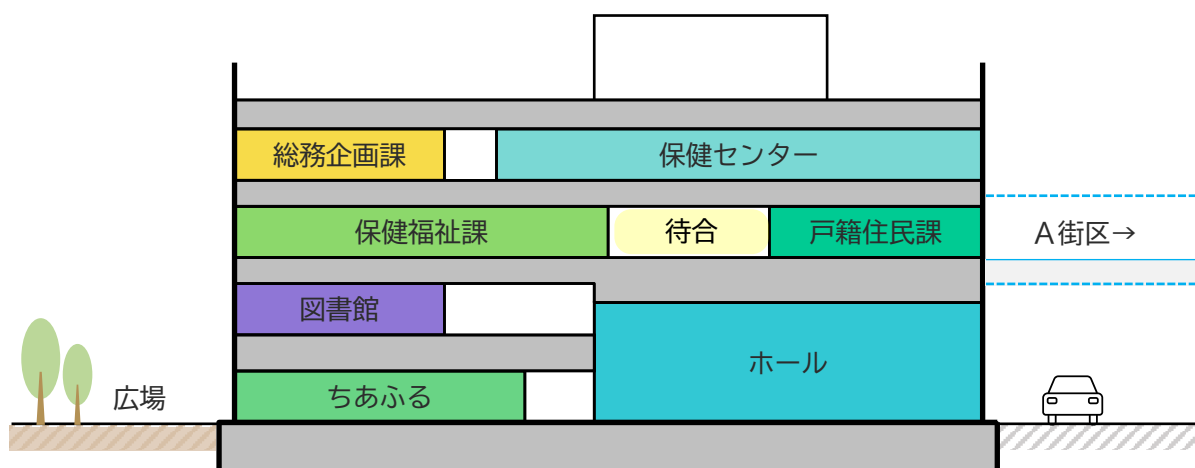 総務企画課
保健センター
保健福祉課
待合
戸籍住民課
A街区→
図書館
ホール
ちあふる
広場